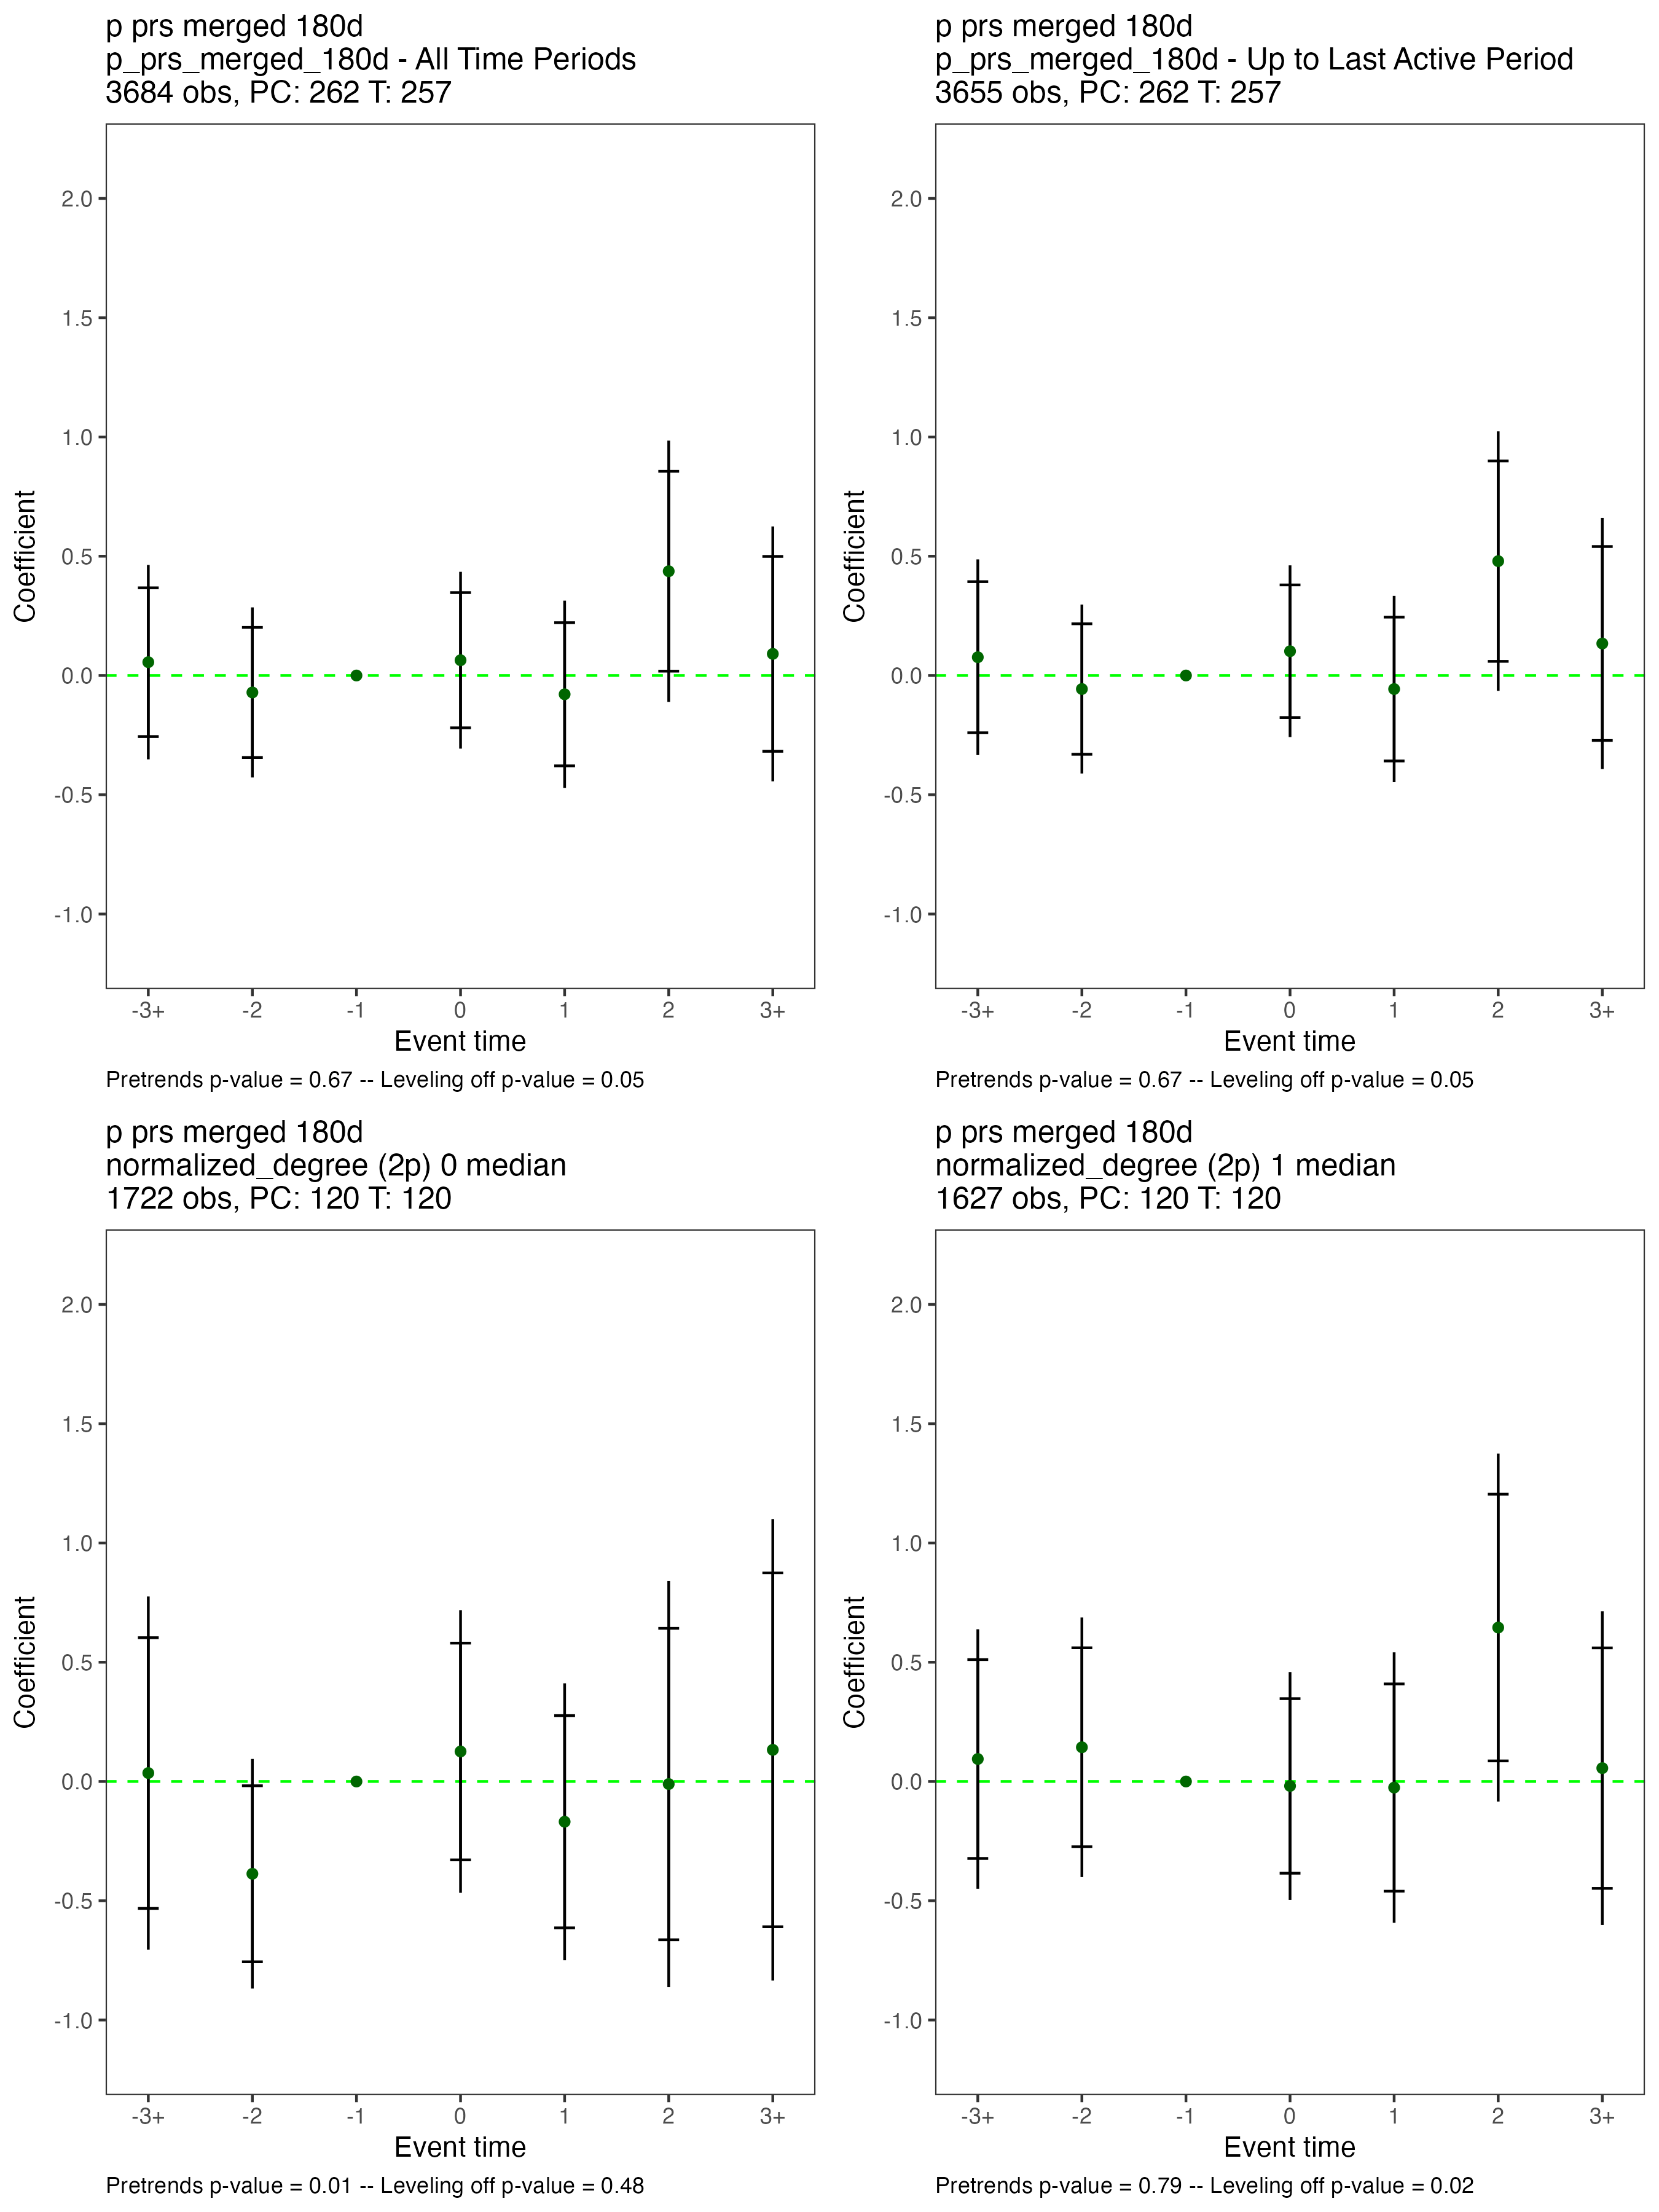 p prs merged 180d
p_prs_merged_180d - All Time Periods
3684 obs, PC: 262 T: 257
2.0
1.5
1.0
0.5
0.0
-0.5
-1.0
Coefficient
-3+ -2 -1 0 1 2 3+
Event time
Pretrends p-value = 0.67 -- Leveling off p-value = 0.05
p prs merged 180d
p_prs_merged_180d - Up to Last Active Period
3655 obs, PC: 262 T: 257
2.0
1.5
1.0
0.5
0.0
-0.5
-1.0
Coefficient
-3+ -2 -1 0 1 2 3+
Event time
Pretrends p-value = 0.67 -- Leveling off p-value = 0.05
p prs merged 180d
normalized_degree (2p) 0 median
1722 obs, PC: 120 T: 120
2.0
1.5
1.0
0.5
0.0
-0.5
-1.0
Coefficient
-3+ -2 -1 0 1 2 3+
Event time
Pretrends p-value = 0.01 -- Leveling off p-value = 0.48
p prs merged 180d
normalized_degree (2p) 1 median
1627 obs, PC: 120 T: 120
2.0
1.5
1.0
0.5
0.0
-0.5
-1.0
Coefficient
-3+ -2 -1 0 1 2 3+
Event time
Pretrends p-value = 0.79 -- Leveling off p-value = 0.02